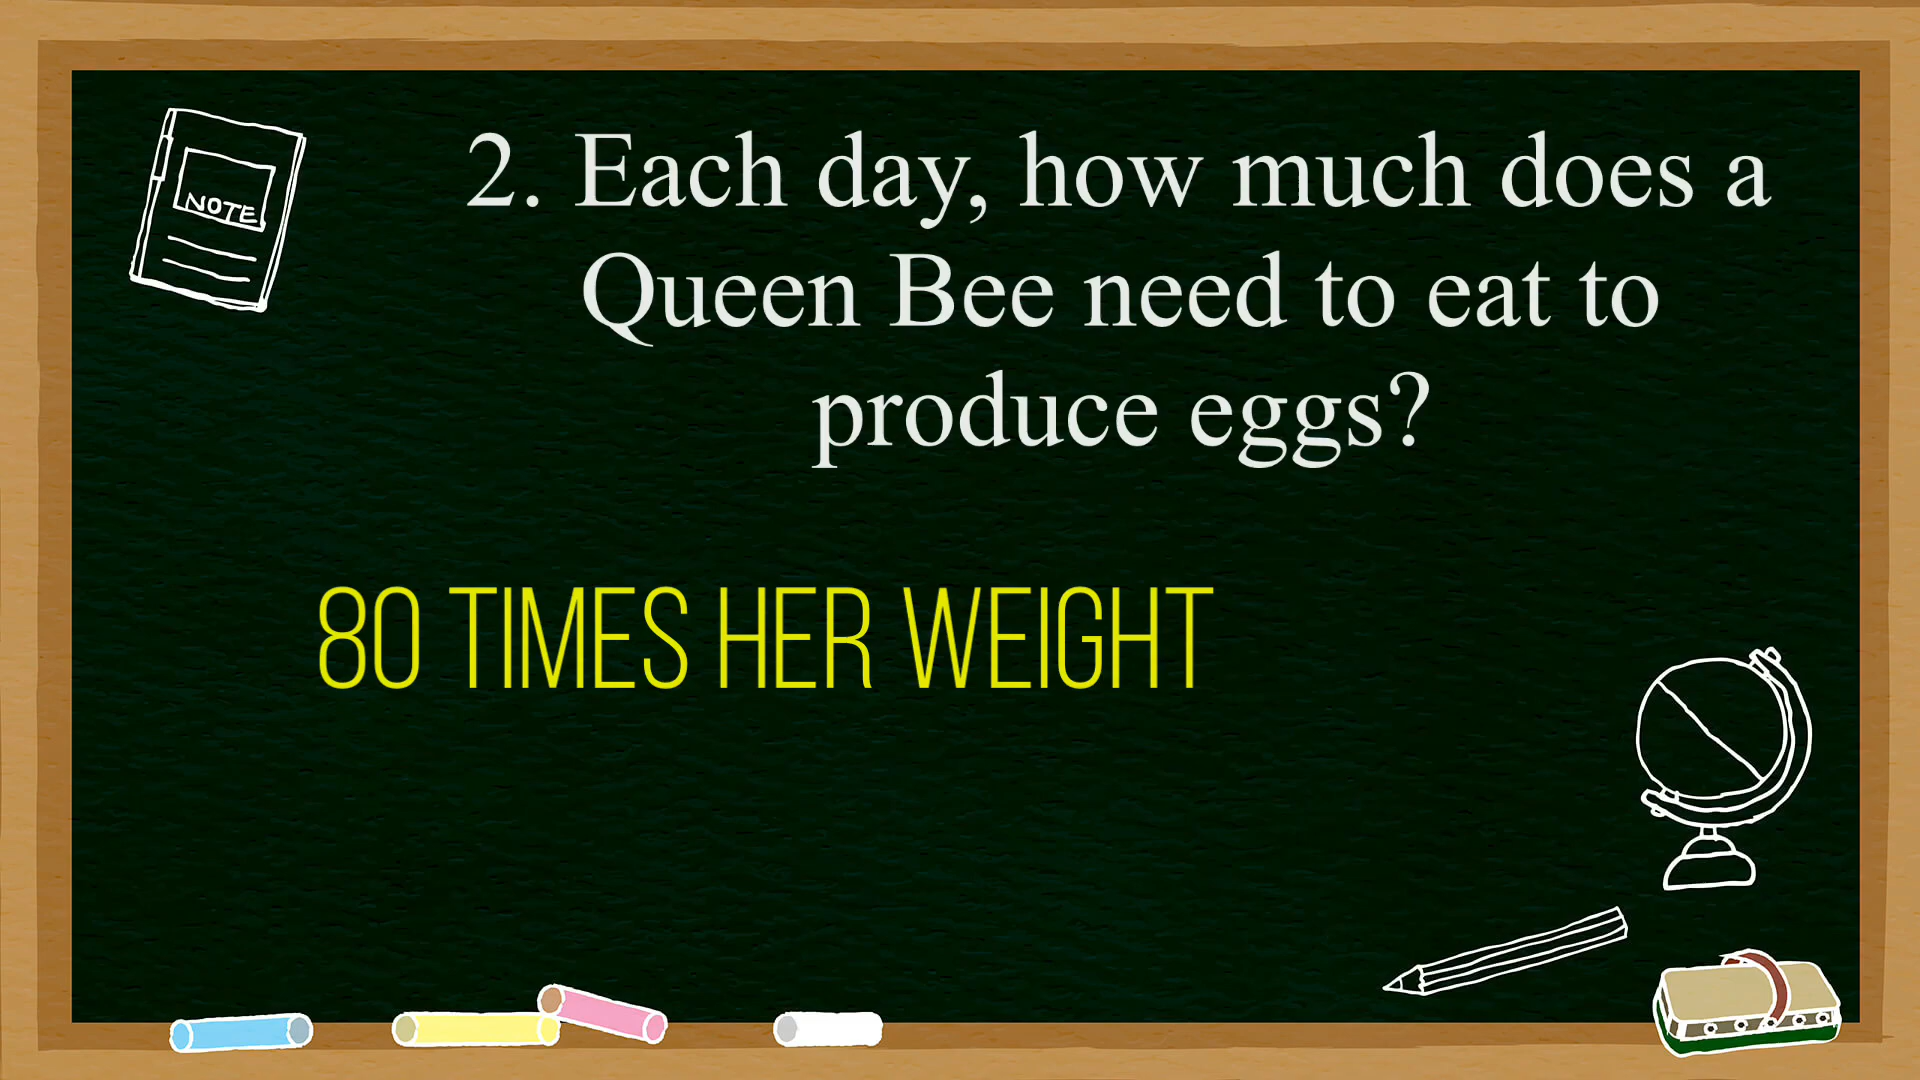 NOTE
2. Each day, how much does a
Queen Bee need to eat to
produce eggs?
80 TIMES HER WEIGHT